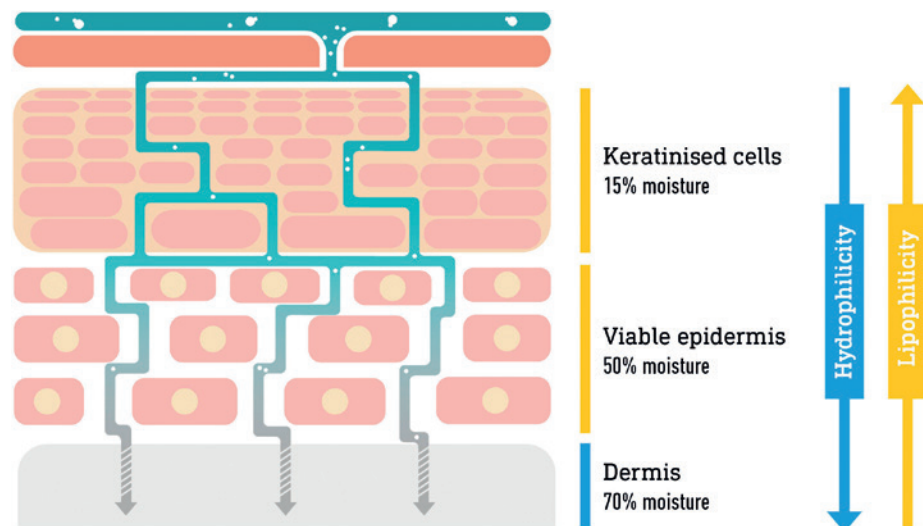 Keratinised cells
15% moisture
Viable epidermis
50% moisture
Dermis
70% moisture
Hydrophilicity
Lipophilicity